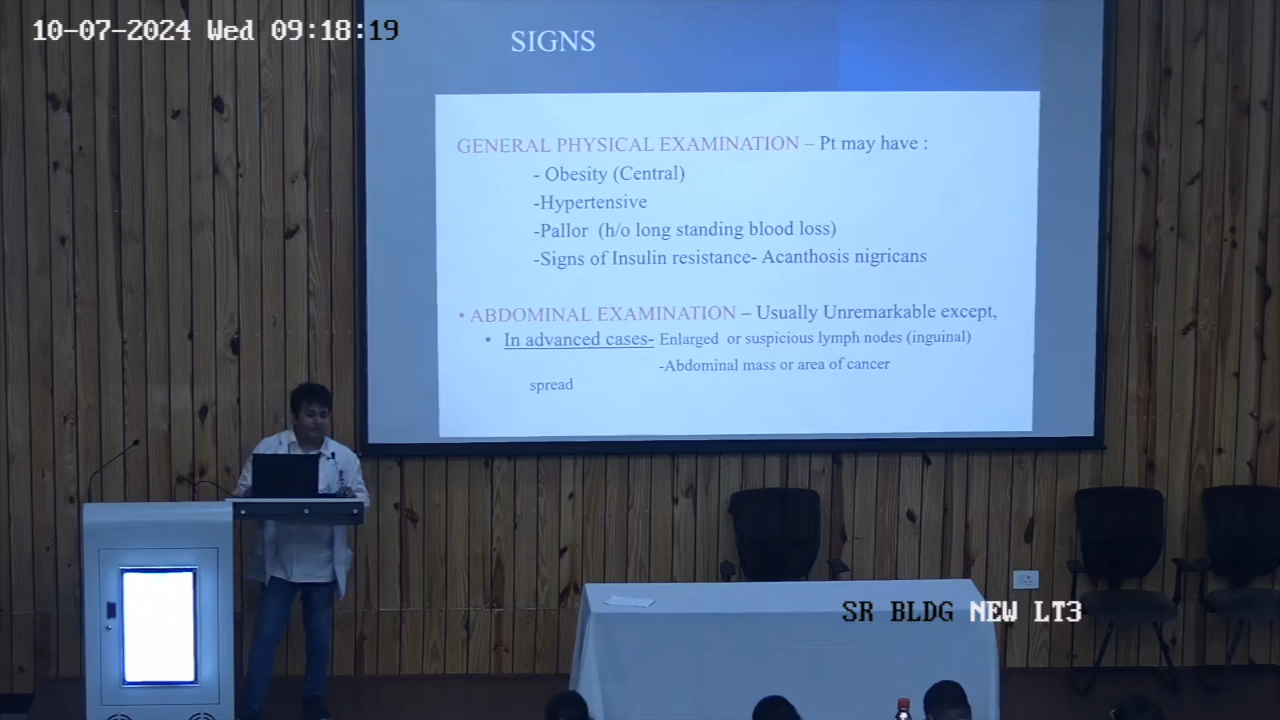 10-07-2024 Wed 09:18:19
SIGNS
GENERAL PHYSICAL EXAMINATION – Pt may have :
- Obesity (Central)
-Hypertensive
-Pallor (h/o long standing blood loss)
-Signs of Insulin resistance- Acanthosis nigricans
• ABDOMINAL EXAMINATION – Usually Unremarkable except,
• In advanced cases- Enlarged or suspicious lymph nodes (inguinal)
-Abdominal mass or area of cancer
spread
SR BLDG NEW LT3